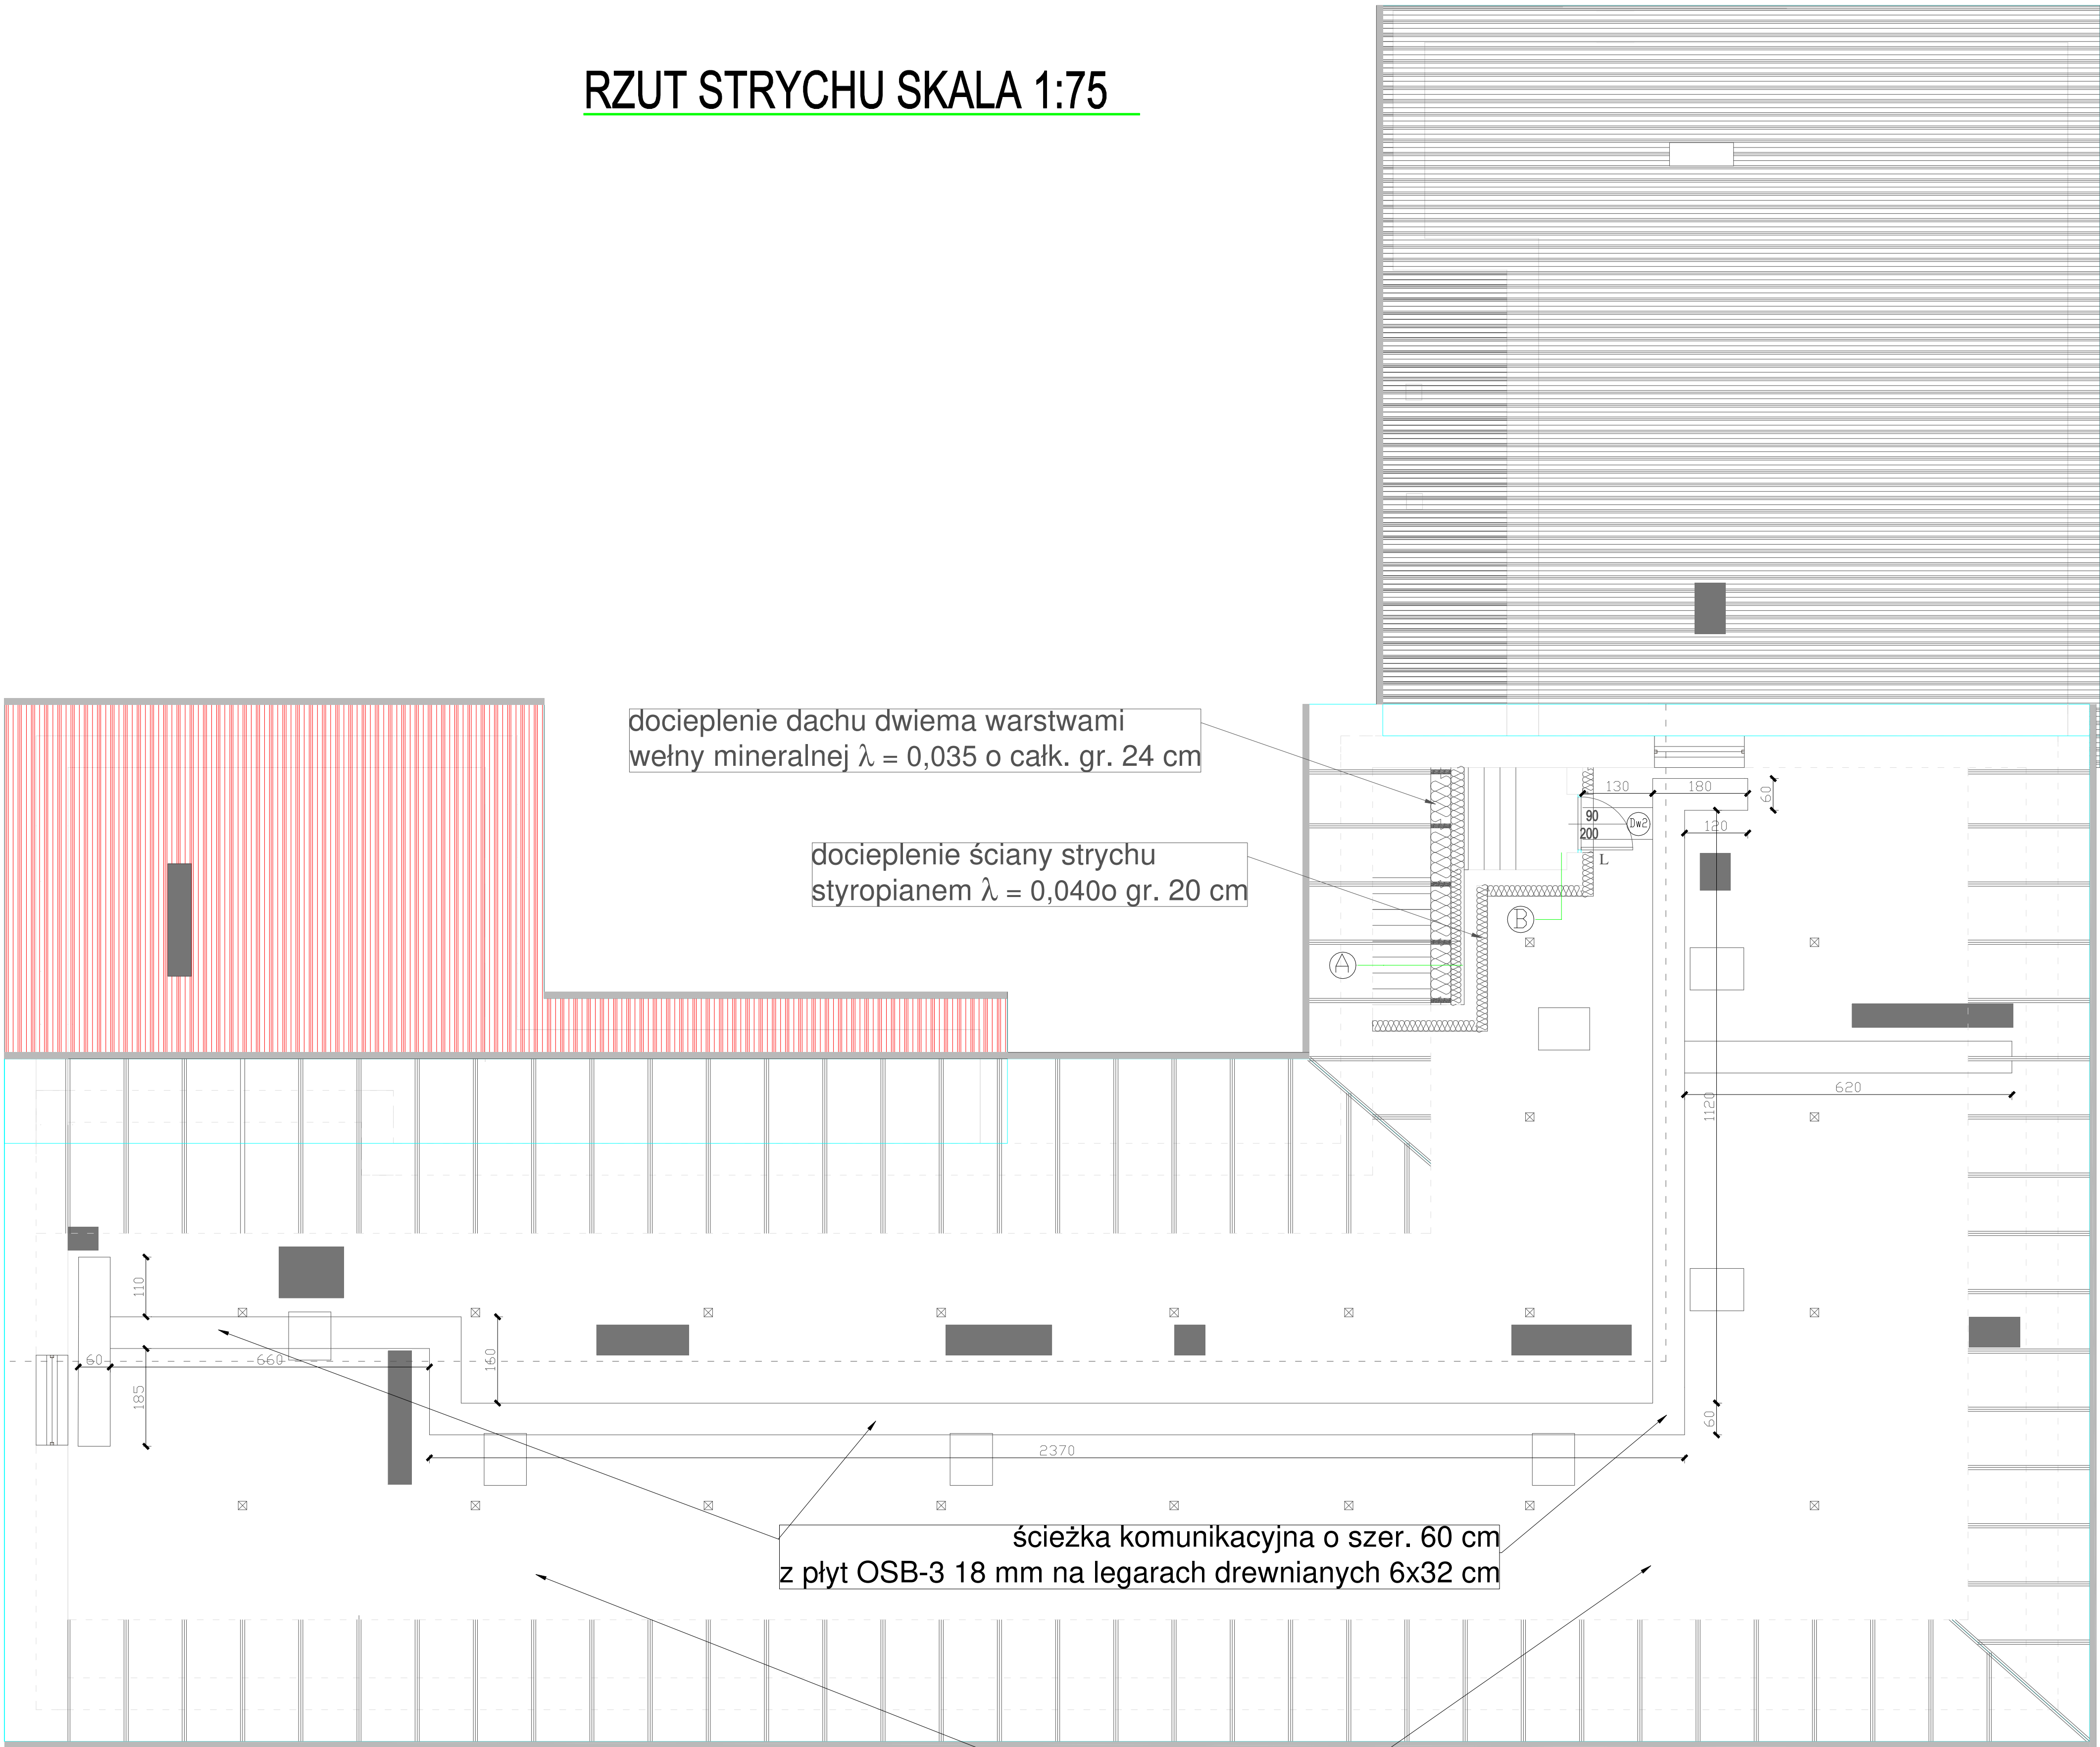 RZUT STRYCHU SKALA 1:75
docieplenie dachu dwiema warstwami
wełny mineralnej λ = 0,035 o całk. gr. 24 cm
docieplenie ściany strychu
styropianem λ = 0,040o gr. 20 cm
130
180
60
90
200
Dw2
120
L
B
A
620
1120
110
60
660
160
185
60
2370
ścieżka komunikacyjna o szer. 60 cm
z płyt OSB-3 18 mm na legarach drewnianych 6x32 cm